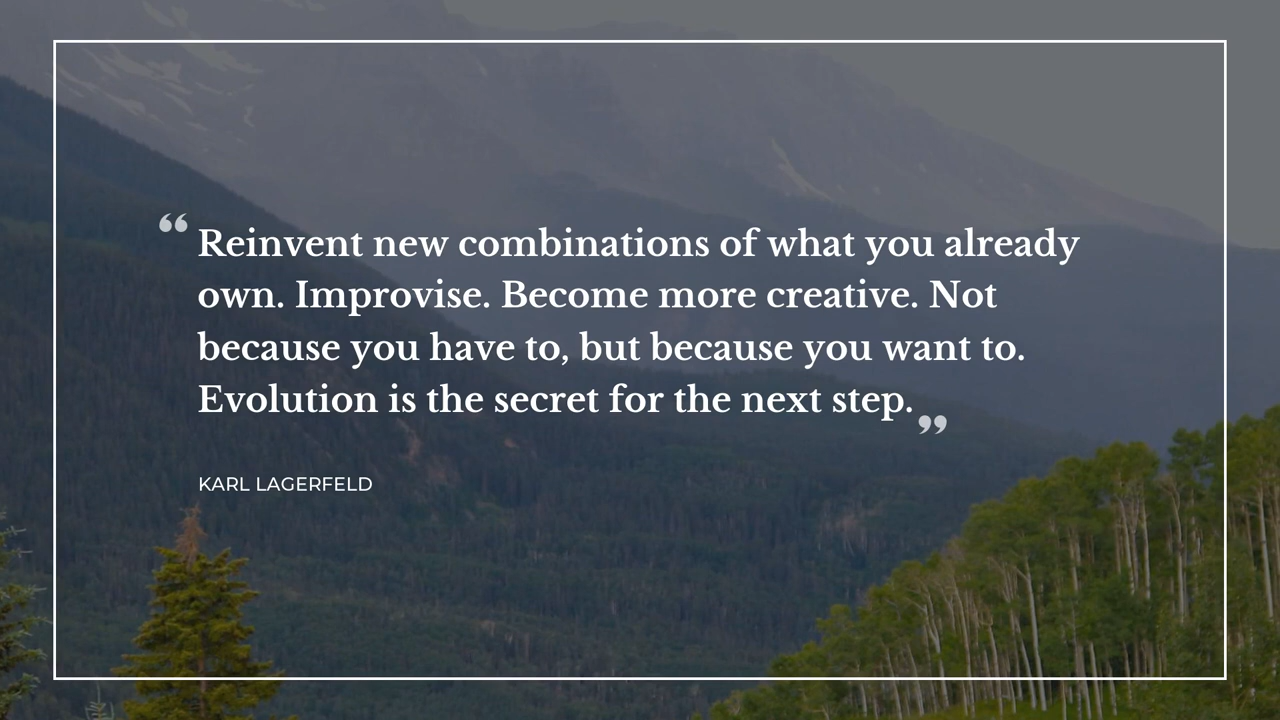 “Reinvent new combinations of what you already
own. Improvise. Become more creative. Not
because you have to, but because you want to.
Evolution is the secret for the next step.”
KARL LAGERFELD